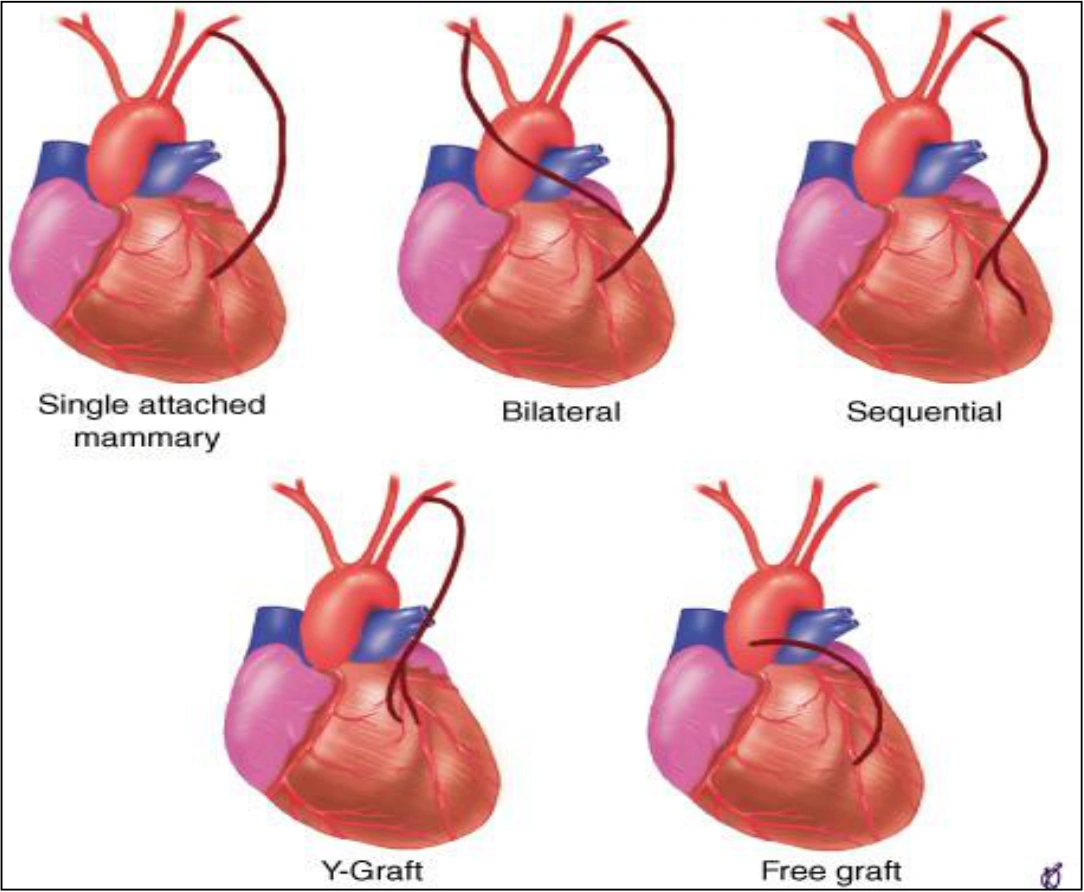 Single attached
mammary
Bilateral
Sequential
Y-Graft
Free graft